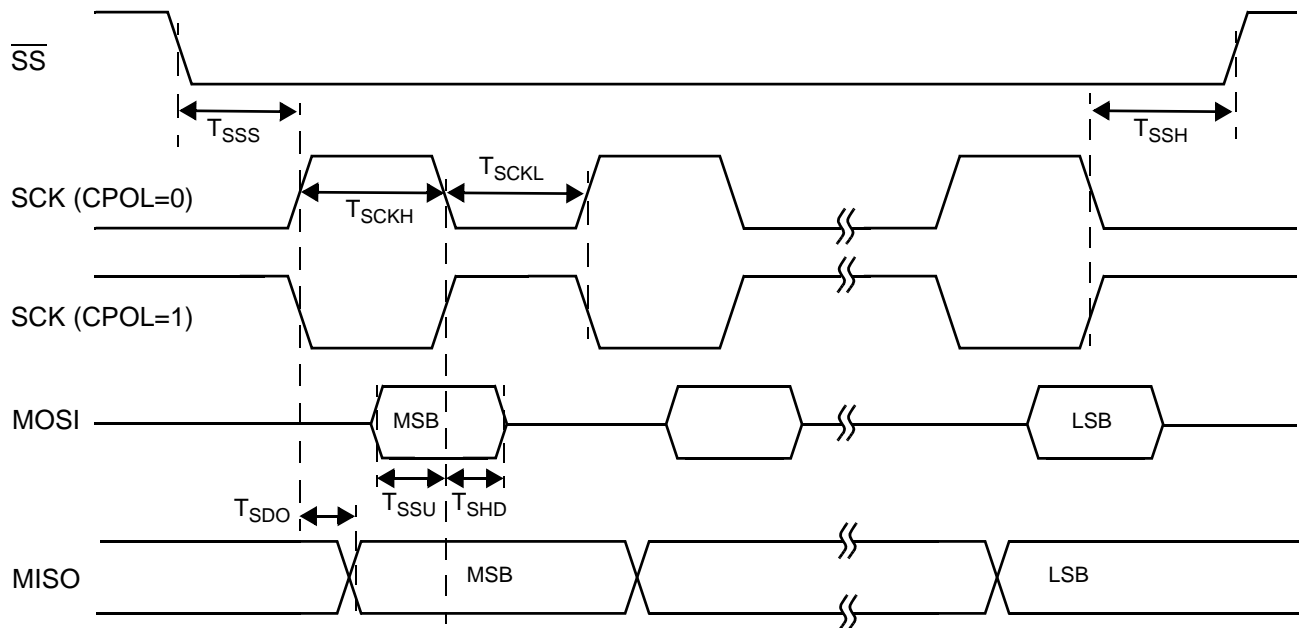 SS
TSSS
TSSH
SCK (CPOL=0)
TSCKH
TSCKL
SCK (CPOL=1)
MOSI
MSB
LSB
TSSU
TSHD
TSDO
MISO
MSB
LSB